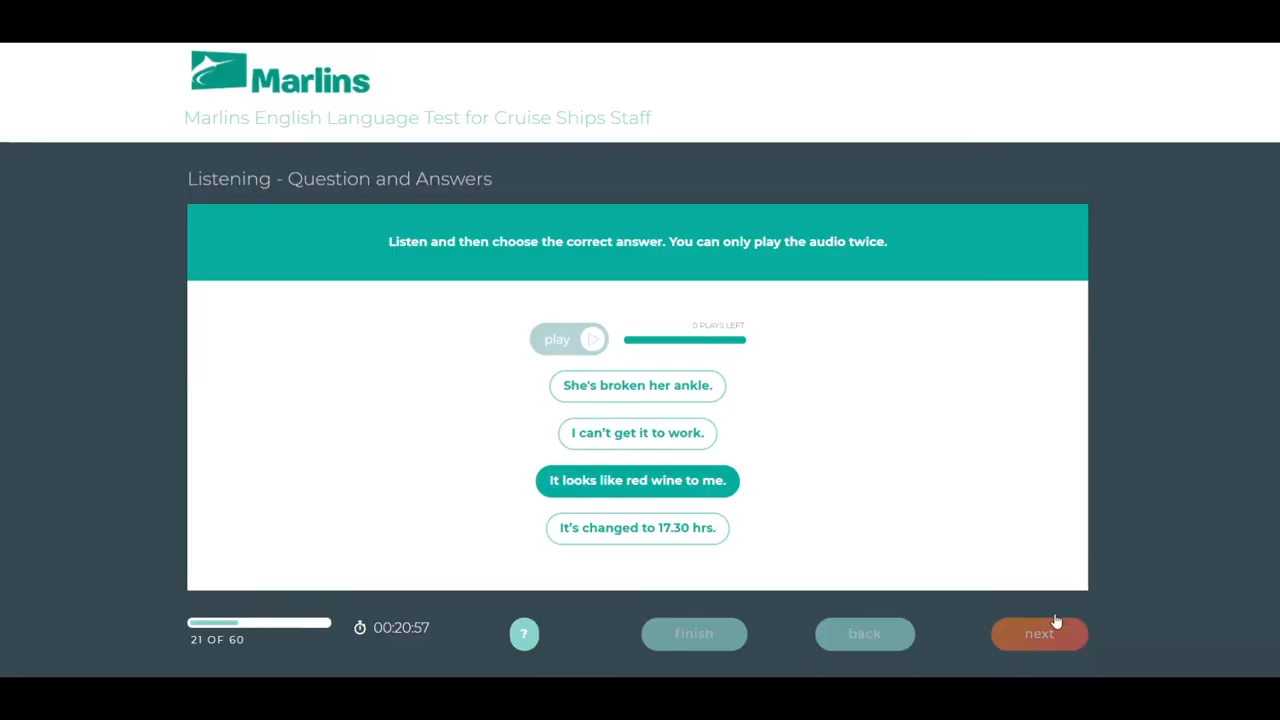 Marlins
Marlins English Language Test for Cruise Ships Staff
Listening - Question and Answers
Listen and then choose the correct answer. You can only play the audio twice.
0 PLAYS LEFT
play
She's broken her ankle.
I can't get it to work.
It looks like red wine to me.
It's changed to 17.30 hrs.
21 OF 60
00:20:57
?
finish
back
next